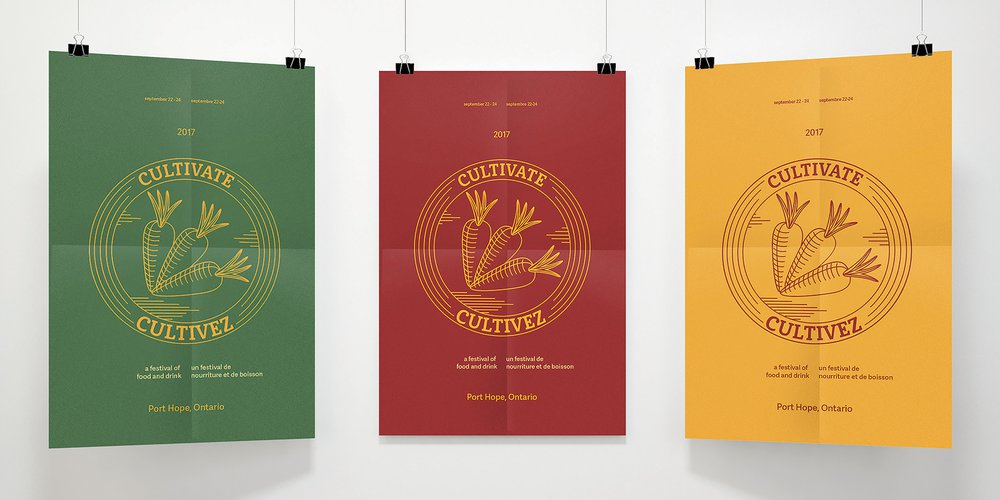 september 22 - 24 septembre 22-24
2017
CULTIVATE
CULTIVEZ
a festival of un festival de
food and drink nourriture et de boisson
Port Hope, Ontario
september 22 - 24 septembre 22-24
2017
CULTIVATE
CULTIVEZ
a festival of un festival de
food and drink nourriture et de boisson
Port Hope, Ontario
september 22 - 24 septembre 22-24
2017
CULTIVATE
CULTIVEZ
a festival of un festival de
food and drink nourriture et de boisson
Port Hope, Ontario